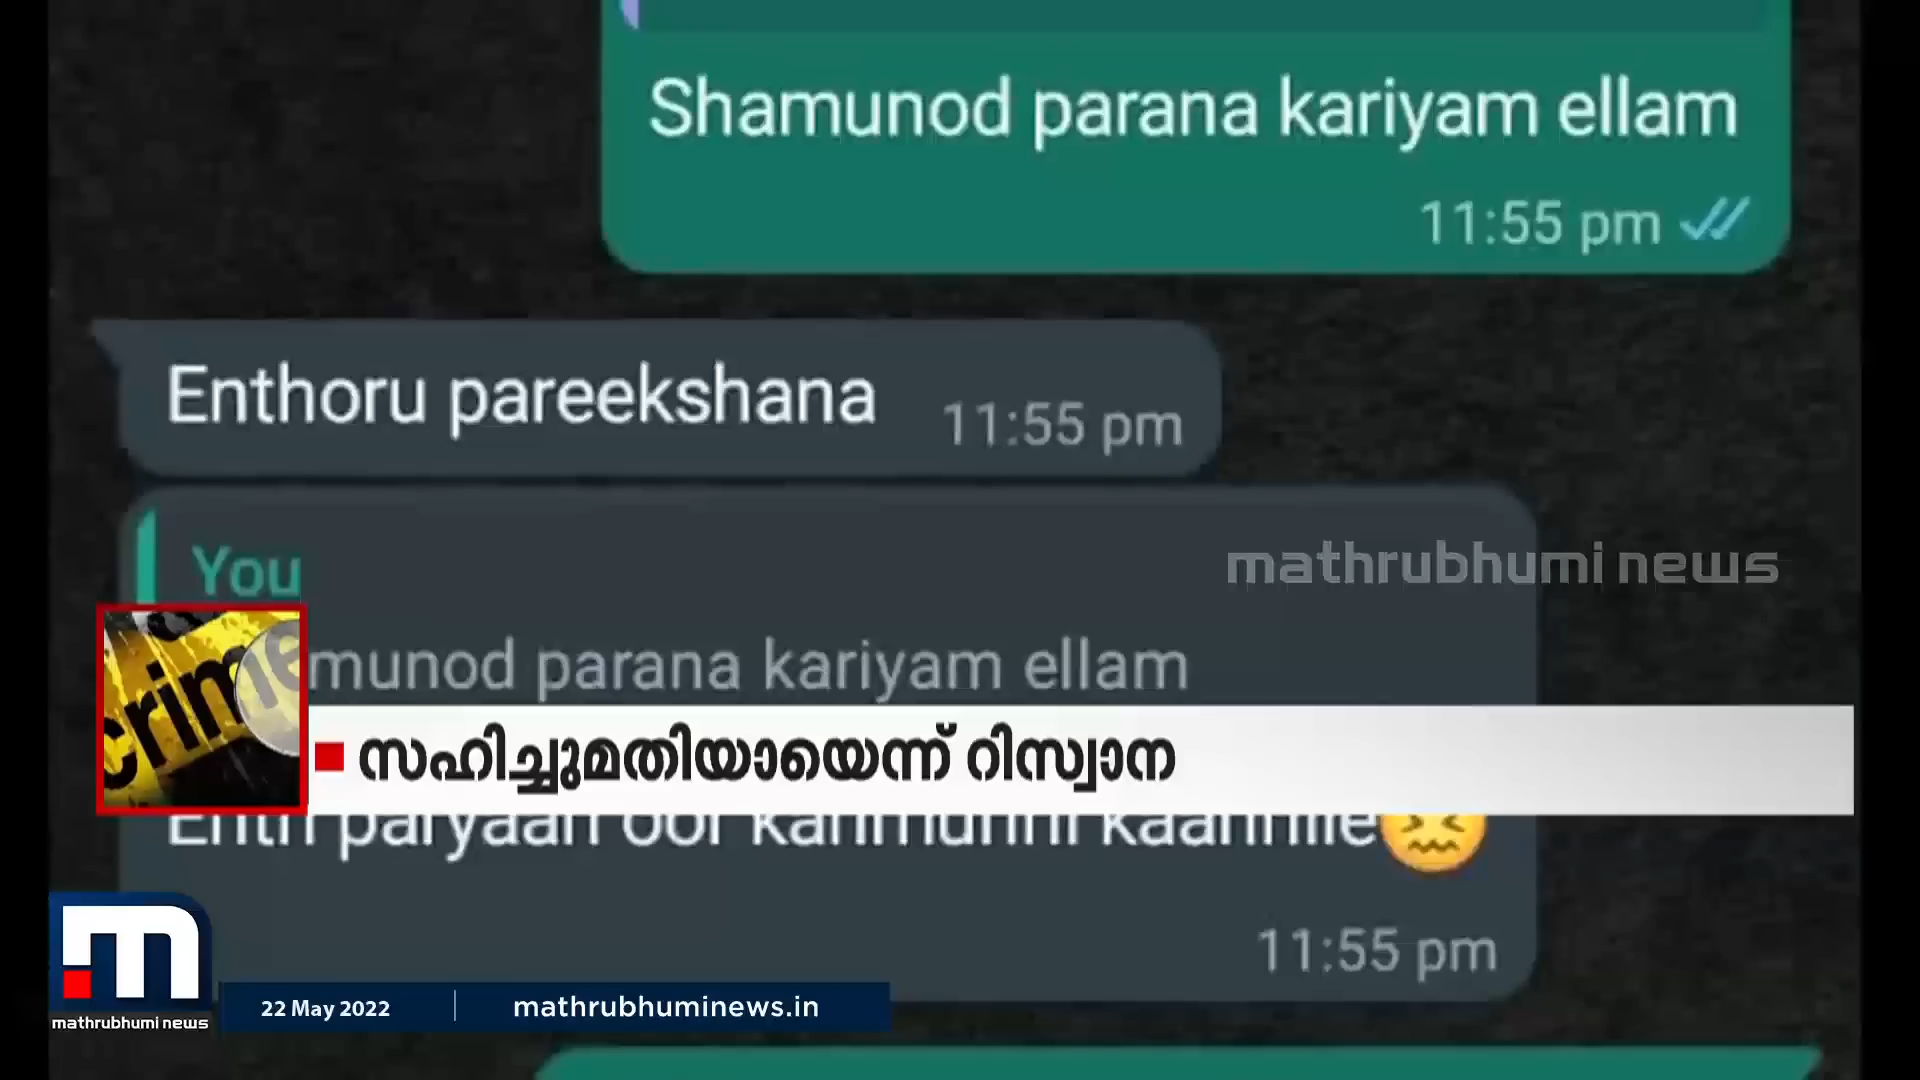 Shamunod parana kariyam ellam
11:55 pm
Enthoru pareekshana
11:55 pm
You
mathrubhumi news
munod parana kariyam ellam
crime
സഹിച്ചുമതിയായെന്ന് റിസ്വാന
11:55 pm
mathrubhumi news
22 May 2022
mathrubhuminews.in